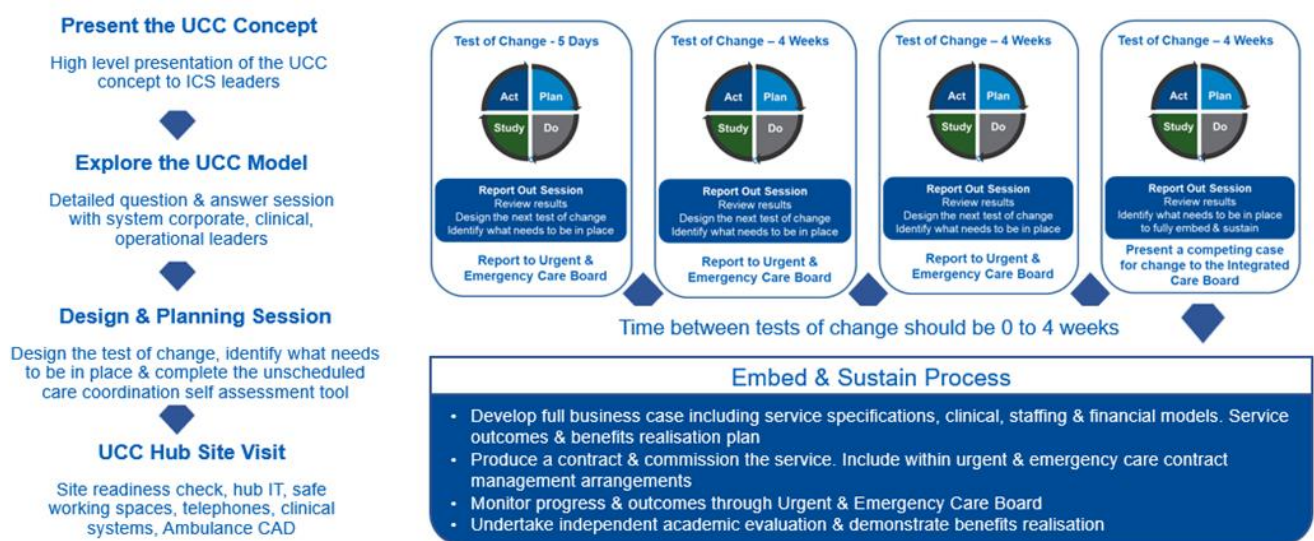 Present the UCC Concept
High level presentation of the UCC
concept to ICS leaders
Explore the UCC Model
Detailed question & answer session
with system corporate, clinical,
operational leaders
Design & Planning Session
Design the test of change, identify what needs
to be in place & complete the unscheduled
care coordination self assessment tool
UCC Hub Site Visit
Site readiness check, hub IT, safe
working spaces, telephones, clinical
systems, Ambulance CAD
Test of Change - 5 Days
Act Plan
Study Do
Report Out Session
Review results
Design the next test of change
Identify what needs to be in place
Report to Urgent &
Emergency Care Board
Test of Change – 4 Weeks
Act Plan
Study Do
Report Out Session
Review results
Design the next test of change
Identify what needs to be in place
Report to Urgent &
Emergency Care Board
Test of Change – 4 Weeks
Act Plan
Study Do
Report Out Session
Review results
Design the next test of change
Identify what needs to be in place
Report to Urgent &
Emergency Care Board
Test of Change – 4 Weeks
Act Plan
Study Do
Report Out Session
Review results
Identify what needs to be in place
to fully embed & sustain
Present a competing case
for change to the Integrated
Care Board
Time between tests of change should be 0 to 4 weeks
Embed & Sustain Process
• Develop full business case including service specifications, clinical, staffing & financial models. Service
outcomes & benefits realisation plan
• Produce a contract & commission the service. Include within urgent & emergency care contract
management arrangements
• Monitor progress & outcomes through Urgent & Emergency Care Board
• Undertake independent academic evaluation & demonstrate benefits realisation